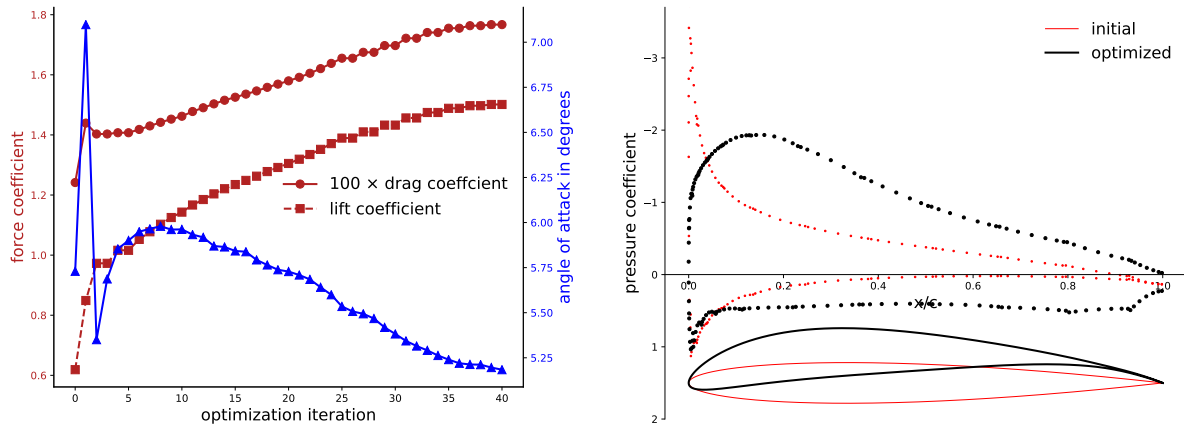 force coefficient
1.8
1.6
1.4
1.2
1.0
0.8
0.6
100 × drag coeffcient
lift coefficient
0 5 10 15 20 25 30 35 40
optimization iteration
7.00
6.75
6.50
6.25
6.00
5.75
5.50
5.25
angle of attack in degrees
pressure coefficient
−3
−2
−1
0
1
2
initial
optimized
0.0 0.2 0.4 0.6 0.8 1.0
x/c